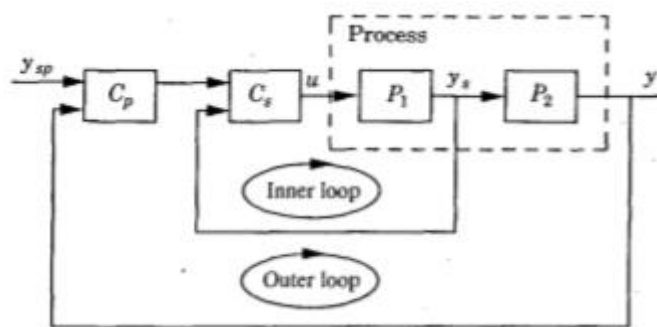 Process
y_sp
C_p
C_s
u
P_1
y_s
P_2
y
Inner loop
Outer loop